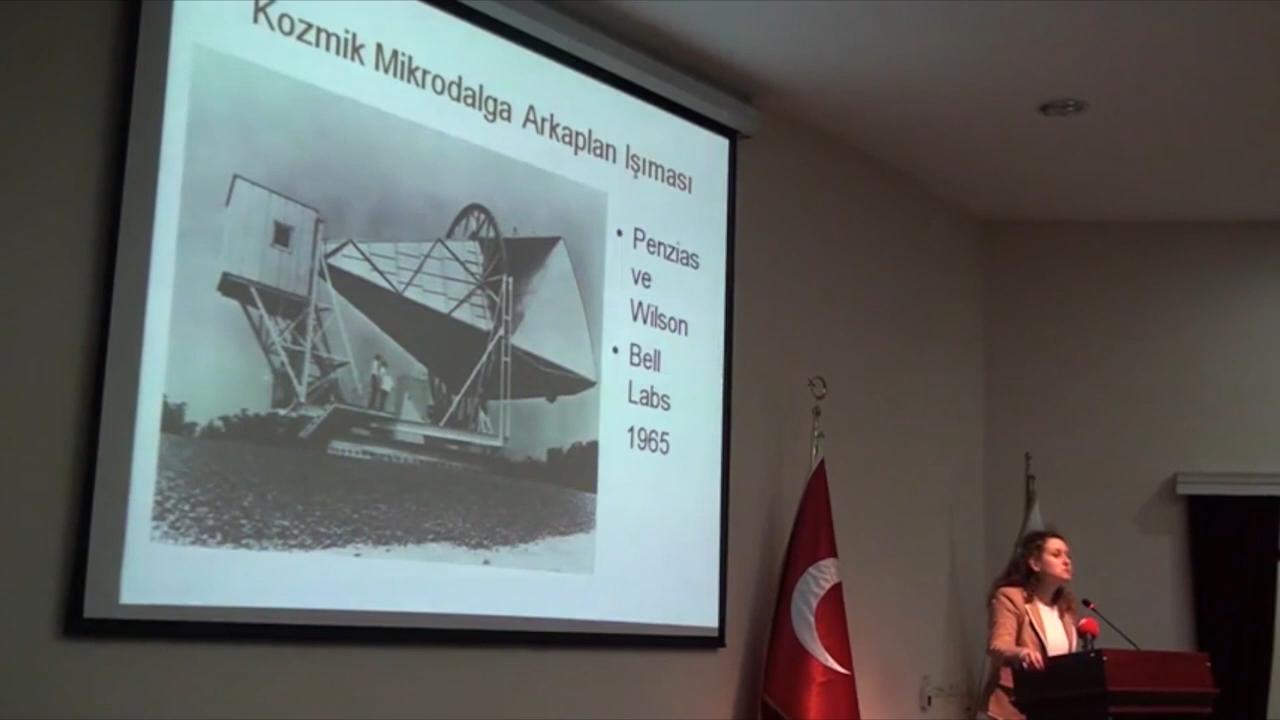 Kozmik Mikrodalga Arkaplan Işıması
• Penzias
ve
Wilson
• Bell
Labs
1965